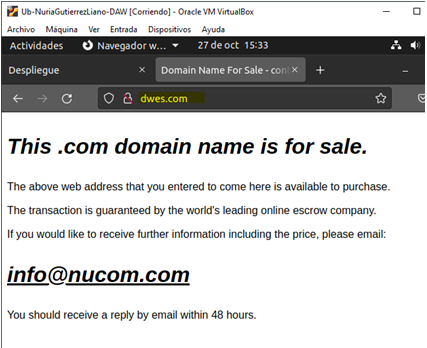 Ub-NuriaGutierrezLiano-DAW [Corriendo] - Oracle VM VirtualBox
Archivo Máquina Ver Entrada Dispositivos Ayuda
Actividades Navegador w... 27 de oct 15:33
Despliegue Domain Name For Sale - con
dwes.com
This .com domain name is for sale.
The above web address that you entered to come here is available to purchase.
The transaction is guaranteed by the world's leading online escrow company.
If you would like to receive further information including the price, please email:
info@nucom.com
You should receive a reply by email within 48 hours.